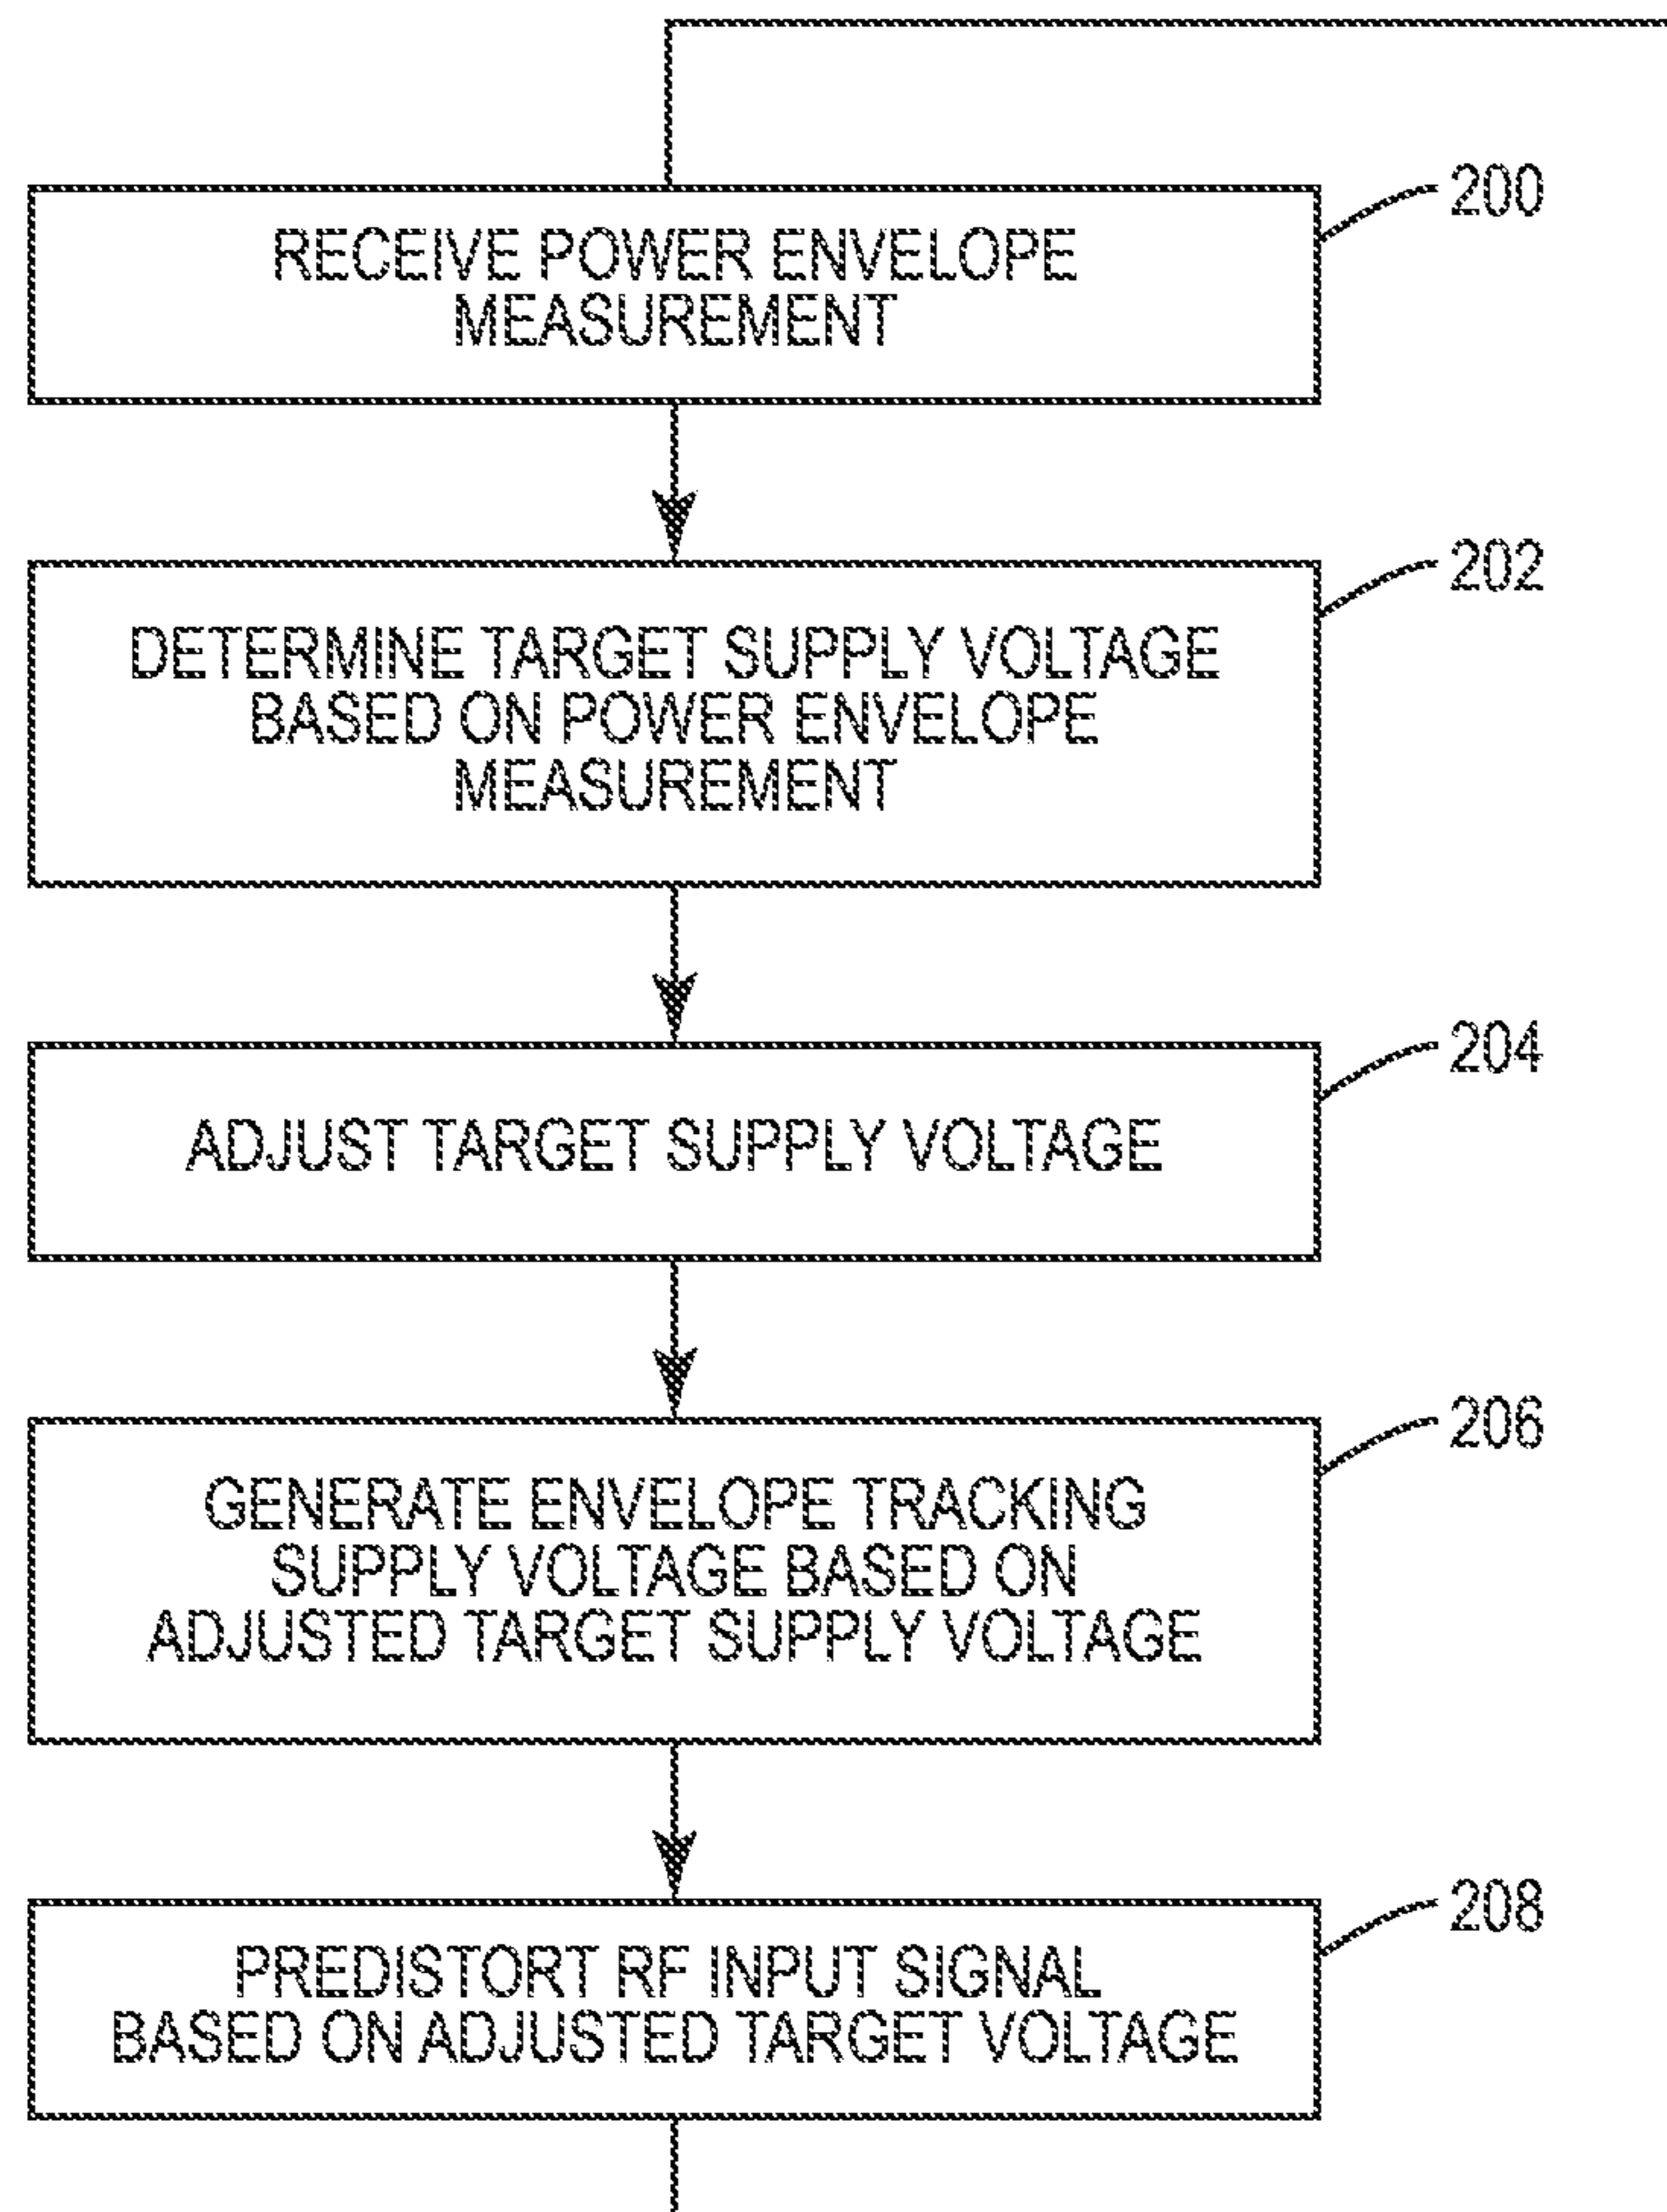 200
RECEIVE POWER ENVELOPE
MEASUREMENT
202
DETERMINE TARGET SUPPLY VOLTAGE
BASED ON POWER ENVELOPE
MEASUREMENT
204
ADJUST TARGET SUPPLY VOLTAGE
206
GENERATE ENVELOPE TRACKING
SUPPLY VOLTAGE BASED ON
ADJUSTED TARGET SUPPLY VOLTAGE
208
PREDISTORT RF INPUT SIGNAL
BASED ON ADJUSTED TARGET VOLTAGE